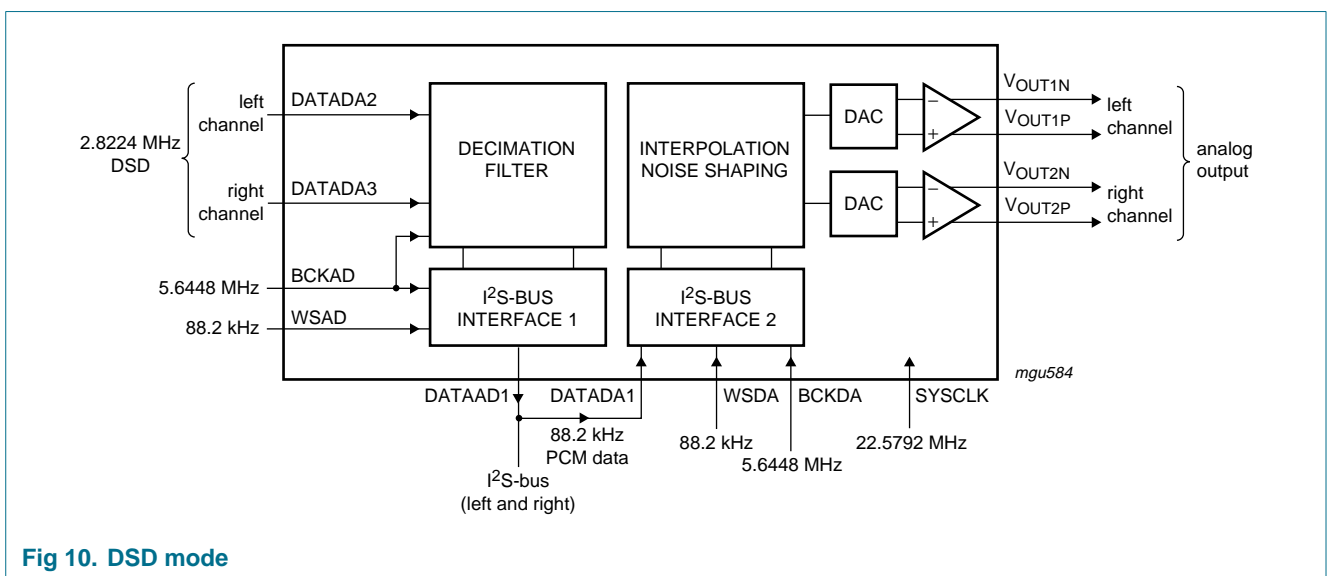 2.8224 MHz
DSD
left
channel
right
channel
DATADA2
DATADA3
BCKAD
5.6448 MHz
WSAD
88.2 kHz
DECIMATION
FILTER
I²S-BUS
INTERFACE 1
INTERPOLATION
NOISE SHAPING
I²S-BUS
INTERFACE 2
DAC
−
+
DAC
−
+
VOUT1N
VOUT1P
left
channel
VOUT2N
VOUT2P
right
channel
analog
output
mgu584
DATAAD1
DATADA1
WSDA
BCKDA
SYSCLK
88.2 kHz
PCM data
88.2 kHz
5.6448 MHz
22.5792 MHz
I²S-bus
(left and right)
Fig 10. DSD mode